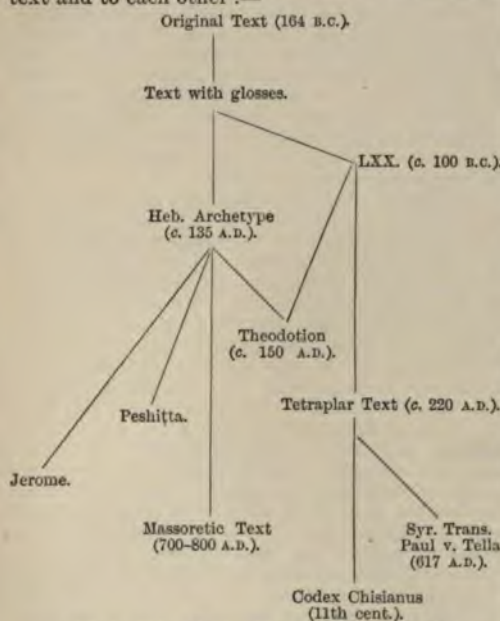 text and to each other :—
Original Text (164 B.C.).
Text with glosses.
LXX. (c. 100 B.C.).
Heb. Archetype
(c. 135 A.D.).
Theodotion
(c. 150 A.D.).
Tetraplar Text (c. 220 A.D.).
Peshiṭta.
Jerome.
Massoretic Text
(700–800 A.D.).
Syr. Trans.
Paul v. Tella
(617 A.D.).
Codex Chisianus
(11th cent.).